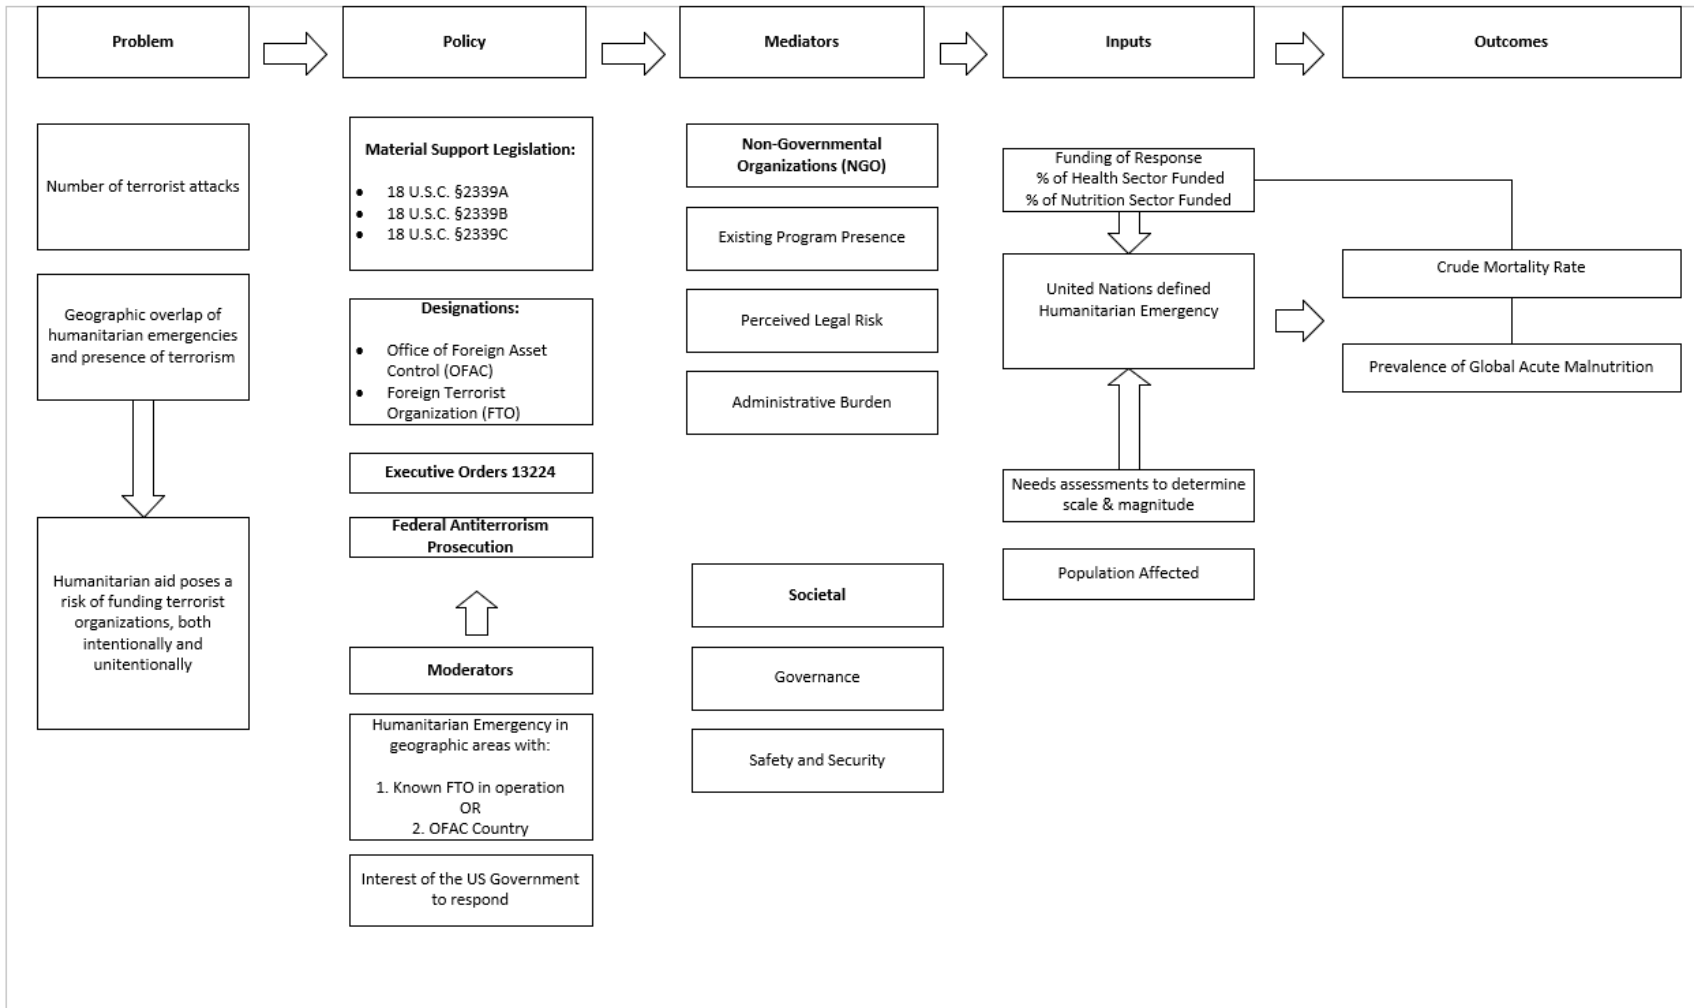 Problem
Policy
Mediators
Inputs
Outcomes
Number of terrorist attacks
Geographic overlap of
humanitarian emergencies
and presence of terrorism
Humanitarian aid poses a
risk of funding terrorist
organizations, both
intentionally and
unitentionally
Material Support Legislation:
• 18 U.S.C. §2339A
• 18 U.S.C. §2339B
• 18 U.S.C. §2339C
Designations:
• Office of Foreign Asset
Control (OFAC)
• Foreign Terrorist
Organization (FTO)
Executive Orders 13224
Federal Antiterrorism
Prosecution
Moderators
Humanitarian Emergency in
geographic areas with:
1. Known FTO in operation
OR
2. OFAC Country
Interest of the US Government
to respond
Non-Governmental
Organizations (NGO)
Existing Program Presence
Perceived Legal Risk
Administrative Burden
Societal
Governance
Safety and Security
Funding of Response
% of Health Sector Funded
% of Nutrition Sector Funded
United Nations defined
Humanitarian Emergency
Needs assessments to determine
scale & magnitude
Population Affected
Crude Mortality Rate
Prevalence of Global Acute Malnutrition